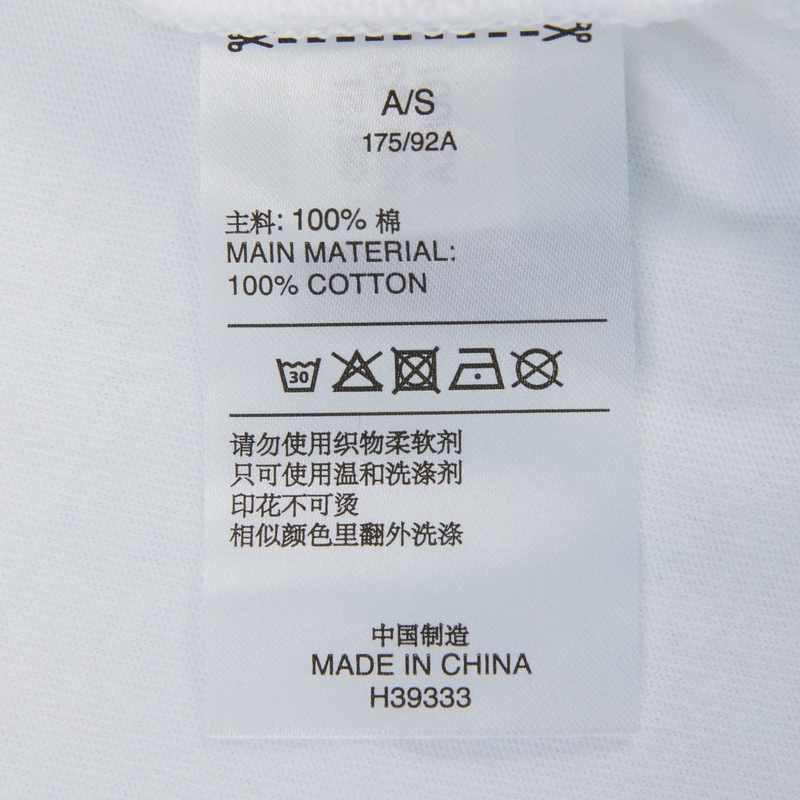 A/S
175/92A
主料: 100% 棉
MAIN MATERIAL:
100% COTTON
30
请勿使用织物柔软剂
只可使用温和洗涤剂
印花不可烫
相似颜色里翻外洗涤
中国制造
MADE IN CHINA
H39333